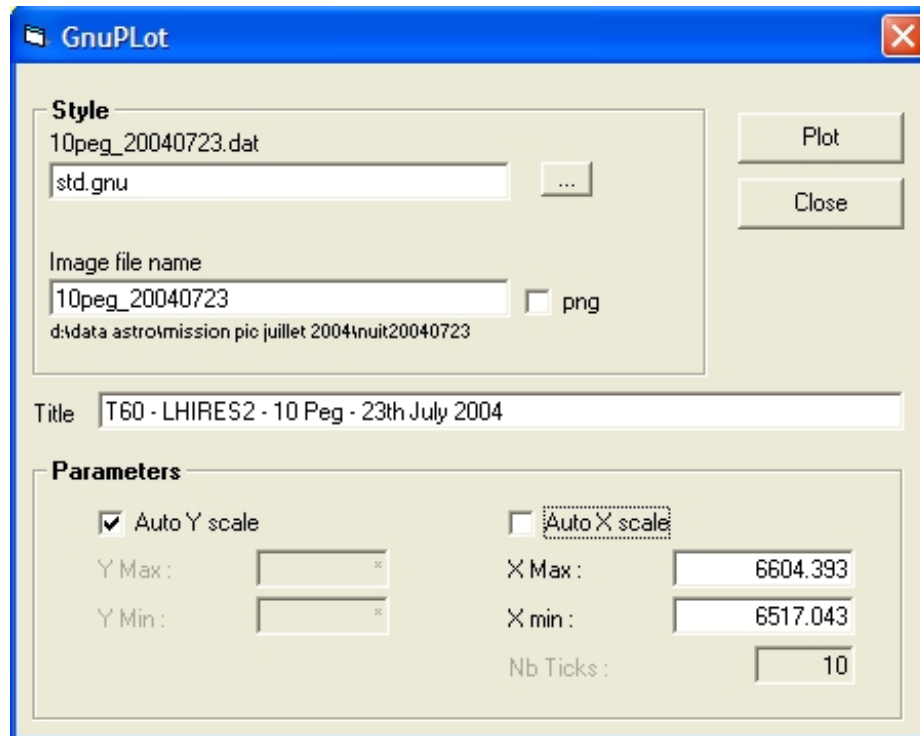 GnuPLot
Style
10peg_20040723.dat
std.gnu
...
Plot
Close
Image file name
10peg_20040723
png
d:\data astro\mission pic juillet 2004\nuit20040723
Title
T60 - LHIRES2 - 10 Peg - 23th July 2004
Parameters
Auto Y scale
Auto X scale
Y Max :
*
X Max :
6604.393
Y Min :
*
X min :
6517.043
Nb Ticks :
10